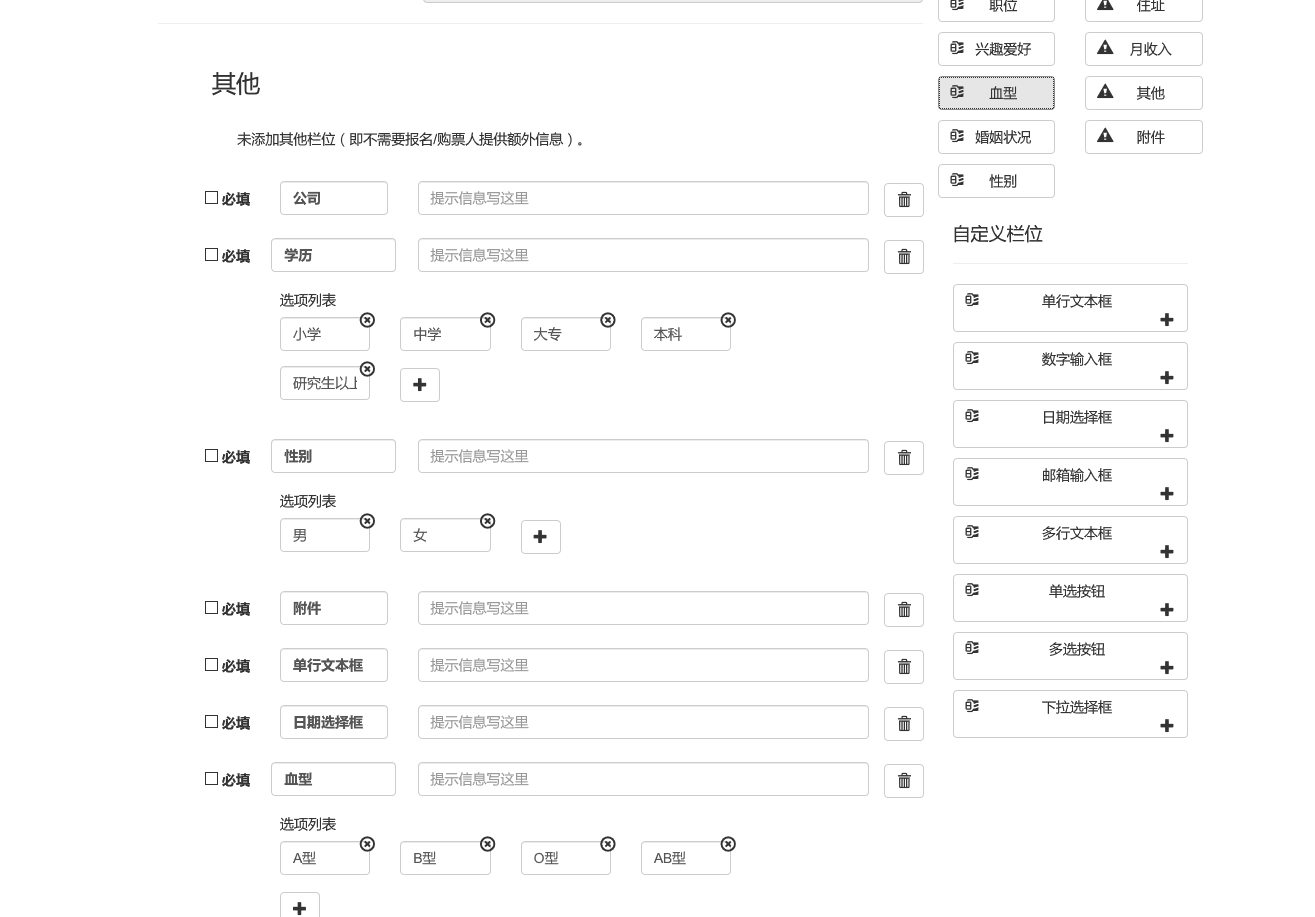 其他
未添加其他栏位（即不需要报名/购票人提供额外信息）。
必填 公司 提示信息写这里
必填 学历 提示信息写这里
选项列表
小学 中学 大专 本科
研究生以上
必填 性别 提示信息写这里
选项列表
男 女
必填 附件 提示信息写这里
必填 单行文本框 提示信息写这里
必填 日期选择框 提示信息写这里
必填 血型 提示信息写这里
选项列表
A型 B型 O型 AB型
职位 住址
兴趣爱好 月收入
血型 其他
婚姻状况 附件
性别
自定义栏位
单行文本框
数字输入框
日期选择框
邮箱输入框
多行文本框
单选按钮
多选按钮
下拉选择框